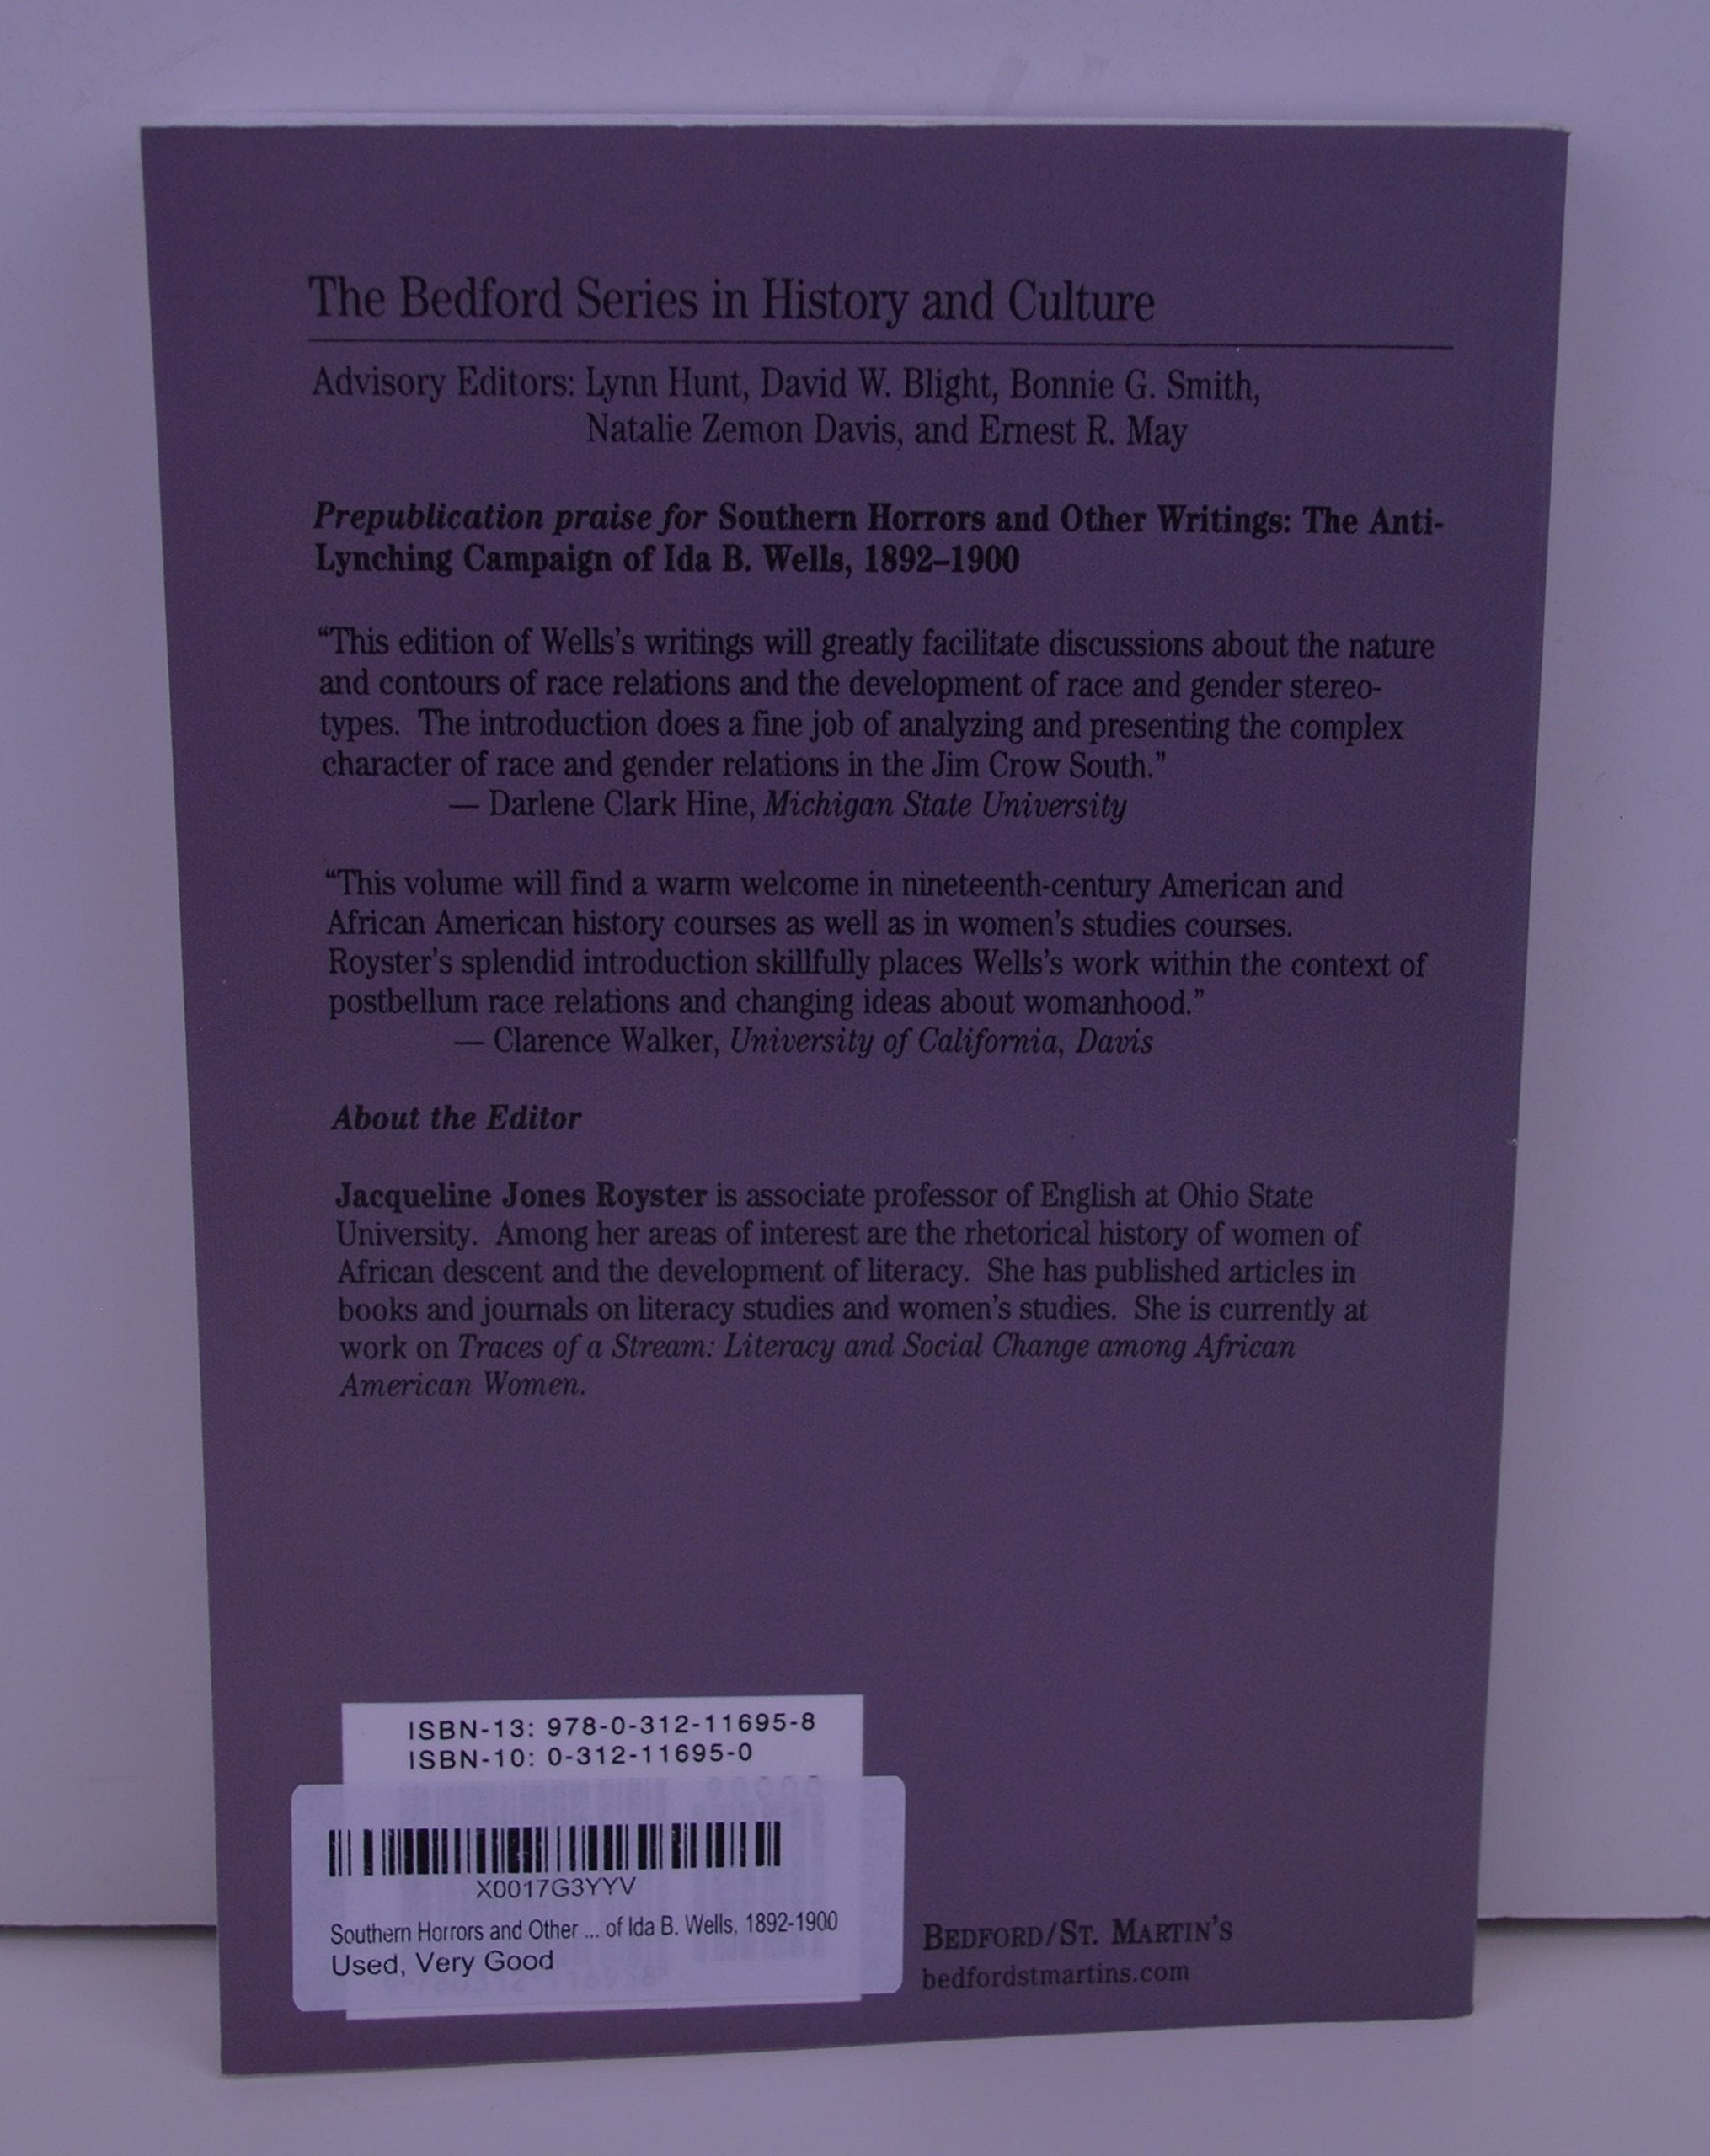 The Bedford Series in History and Culture
Advisory Editors: Lynn Hunt, David W. Blight, Bonnie G. Smith,
Natalie Zemon Davis, and Ernest R. May
Prepublication praise for Southern Horrors and Other Writings: The Anti-
Lynching Campaign of Ida B. Wells, 1892–1900
“This edition of Wells’s writings will greatly facilitate discussions about the nature
and contours of race relations and the development of race and gender stereo-
types. The introduction does a fine job of analyzing and presenting the complex
character of race and gender relations in the Jim Crow South.”
— Darlene Clark Hine, Michigan State University
“This volume will find a warm welcome in nineteenth-century American and
African American history courses as well as in women’s studies courses.
Royster’s splendid introduction skillfully places Wells’s work within the context of
postbellum race relations and changing ideas about womanhood.”
— Clarence Walker, University of California, Davis
About the Editor
Jacqueline Jones Royster is associate professor of English at Ohio State
University. Among her areas of interest are the rhetorical history of women of
African descent and the development of literacy. She has published articles in
books and journals on literacy studies and women’s studies. She is currently at
work on Traces of a Stream: Literacy and Social Change among African
American Women.
ISBN-13: 978-0-312-11695-8
ISBN-10: 0-312-11695-0
X0017G3YYV
Southern Horrors and Other ... of Ida B. Wells, 1892-1900
Used, Very Good
BEDFORD/ST. MARTIN’S
bedfordstmartins.com